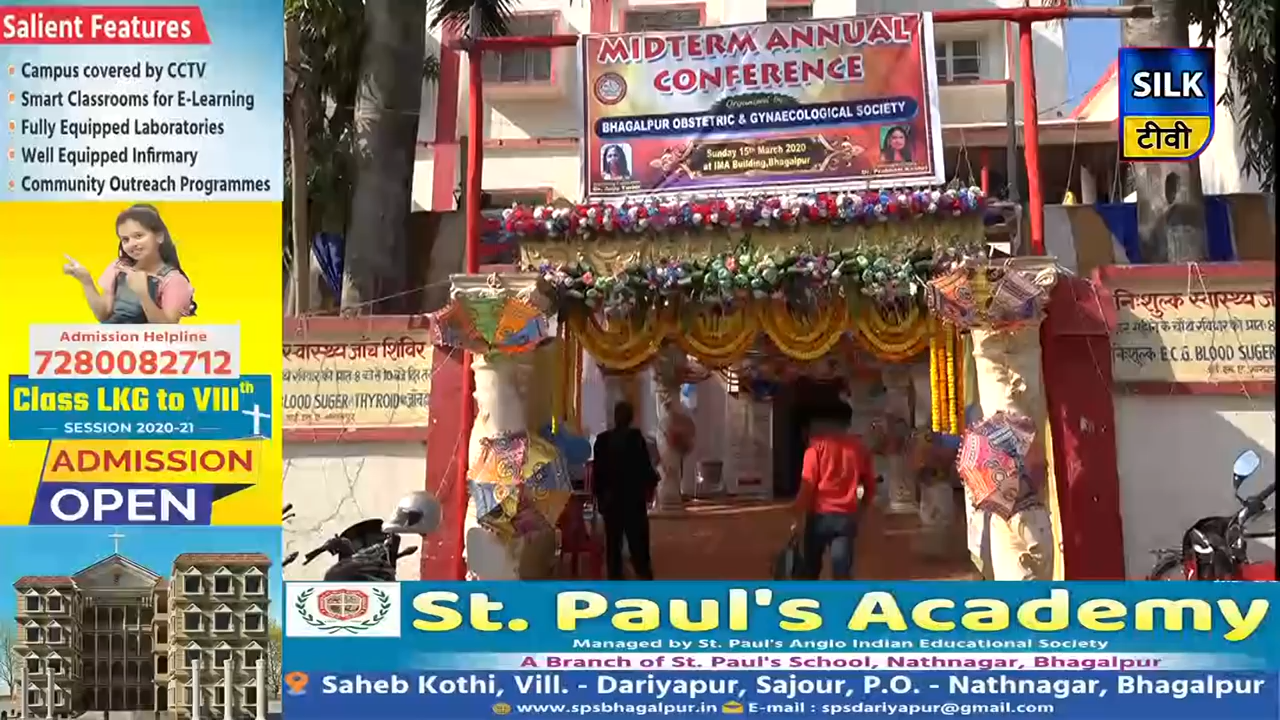 Salient Features
Campus covered by CCTV
Smart Classrooms for E-Learning
Fully Equipped Laboratories
Well Equipped Infirmary
Community Outreach Programmes
Admission Helpline
7280082712
Class LKG to VIIIth
SESSION 2020-21
ADMISSION
OPEN
MIDTERM ANNUAL
CONFERENCE
Organised by
BHAGALPUR OBSTETRIC & GYNAECOLOGICAL SOCIETY
Sunday 15th March 2020
at IMA Building, Bhagalpur
SILK
टीवी
स्वास्थ्य जांच शिविर
BLOOD SUGER THYROID
निःशुल्क स्वास्थ्य जां
E.C.G. BLOOD SUGER
St. Paul's Academy
Managed by St. Paul's Anglo Indian Educational Society
A Branch of St. Paul's School, Nathnagar, Bhagalpur
Saheb Kothi, Vill. - Dariyapur, Sajour, P.O. - Nathnagar, Bhagalpur
www.spsbhagalpur.in E-mail : spsdariyapur@gmail.com